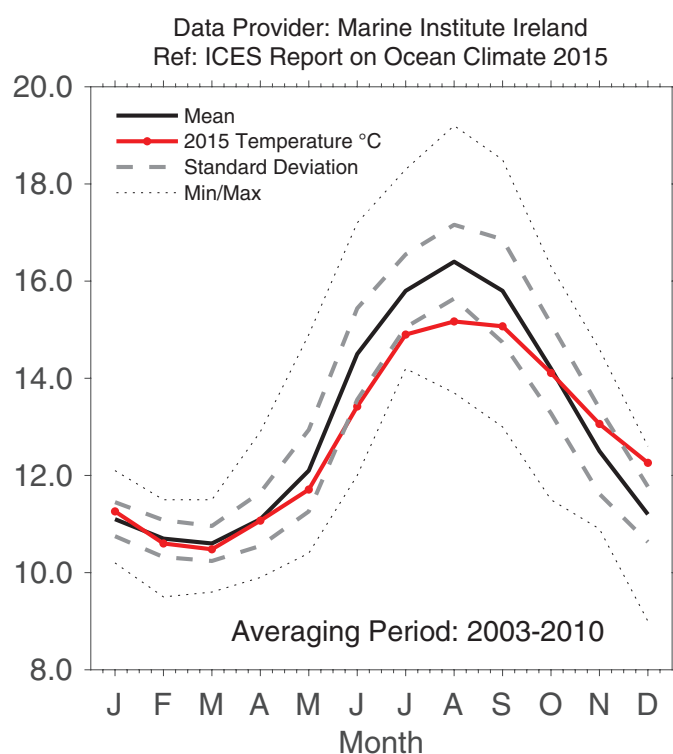 Data Provider: Marine Institute Ireland
Ref: ICES Report on Ocean Climate 2015
20.0
18.0
16.0
14.0
12.0
10.0
8.0
Mean
2015 Temperature °C
Standard Deviation
Min/Max
Averaging Period: 2003-2010
J F M A M J J A S O N D
Month